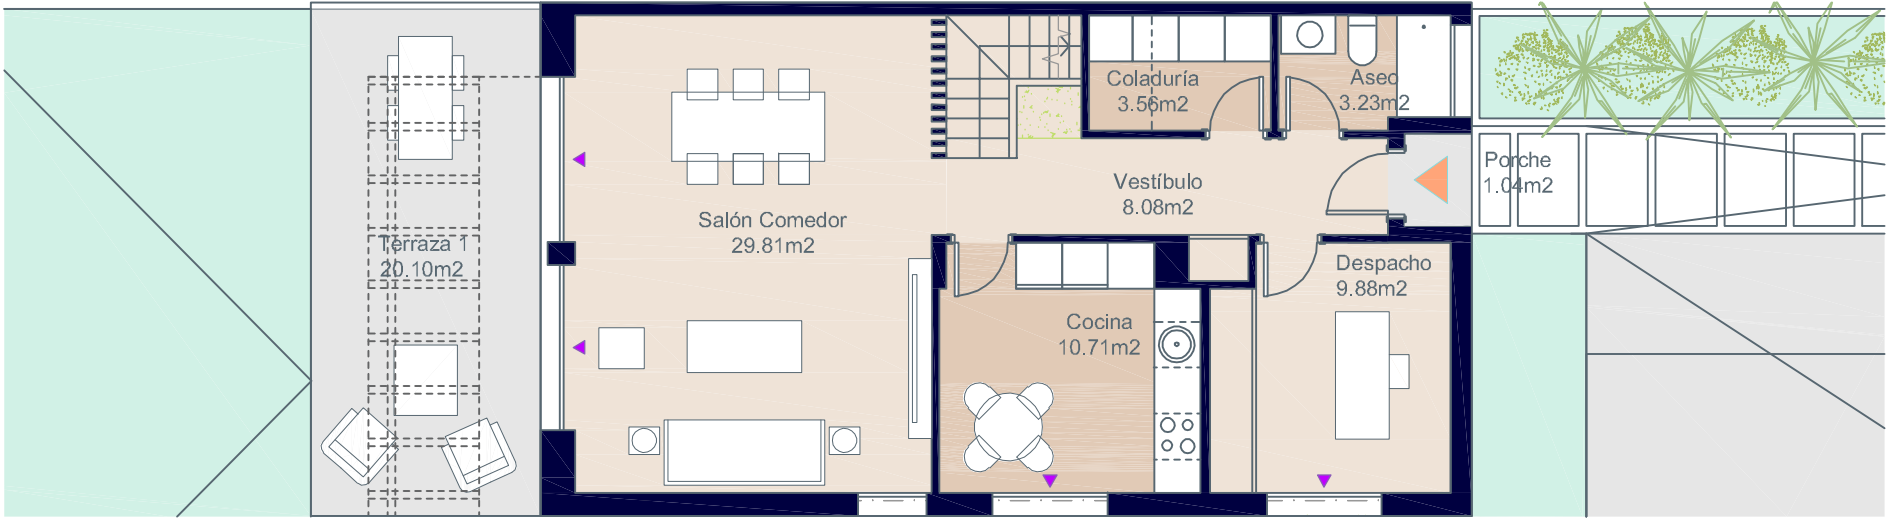 Coladuría
3.56m2
Aseo
3.23m2
Porche
1.04m2
Vestíbulo
8.08m2
Salón Comedor
29.81m2
Terraza 1
20.10m2
Despacho
9.88m2
Cocina
10.71m2